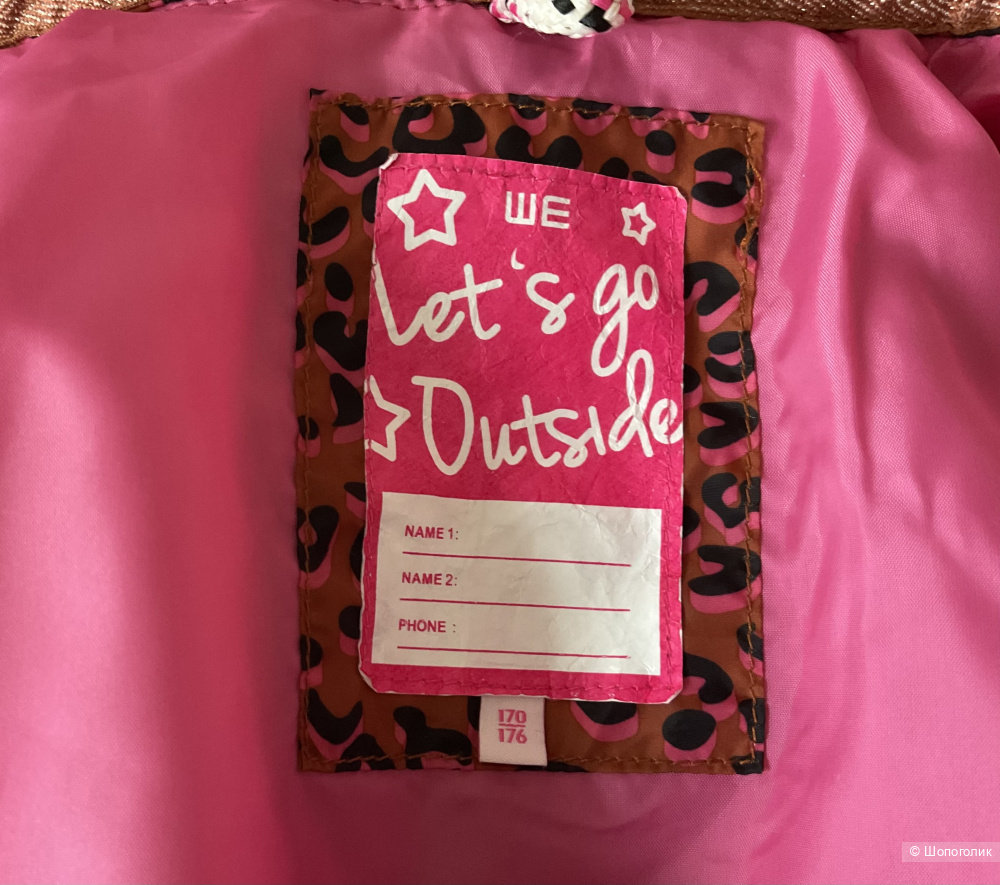 WE
Let's go
Outside
NAME 1:
NAME 2:
PHONE :
170
176
© Шопоголик